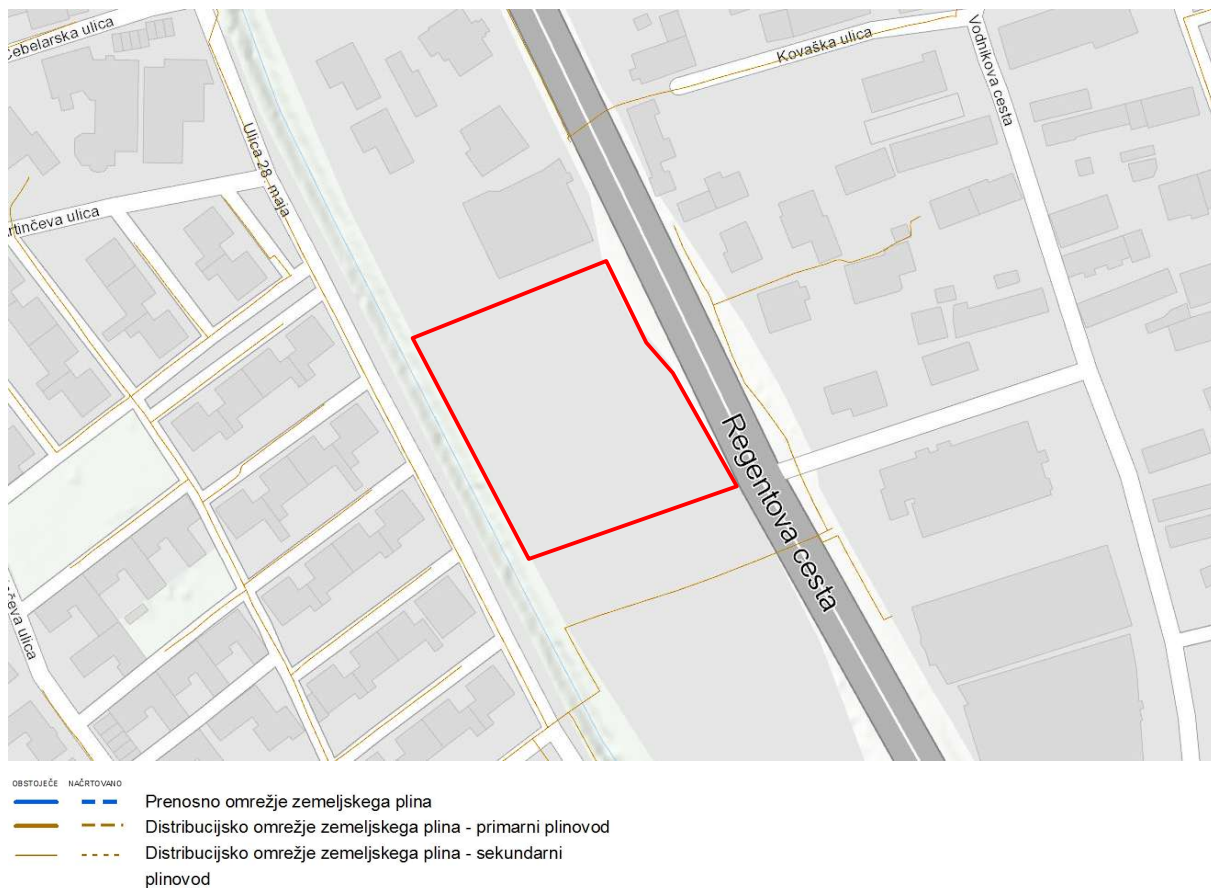 Čebelarska ulica
Kovaška ulica
Vodnikova cesta
Ulica 28. maja
rtinčeva ulica
Regentova cesta
čeva ulica
OBSTOJEČE NAČRTOVANO
Prenosno omrežje zemeljskega plina
Distribucijsko omrežje zemeljskega plina - primarni plinovod
Distribucijsko omrežje zemeljskega plina - sekundarni
plinovod